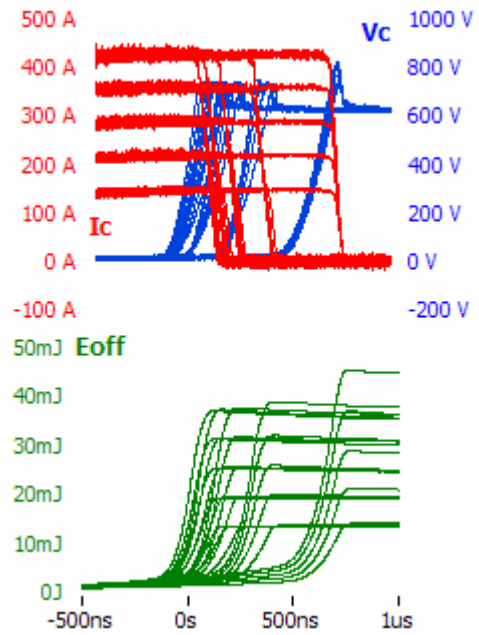 500 A Vc 1000 V
400 A 800 V
300 A 600 V
200 A 400 V
100 A Ic 200 V
0 A 0 V
-100 A -200 V
50mJ Eoff
40mJ
30mJ
20mJ
10mJ
0J
-500ns 0s 500ns 1us